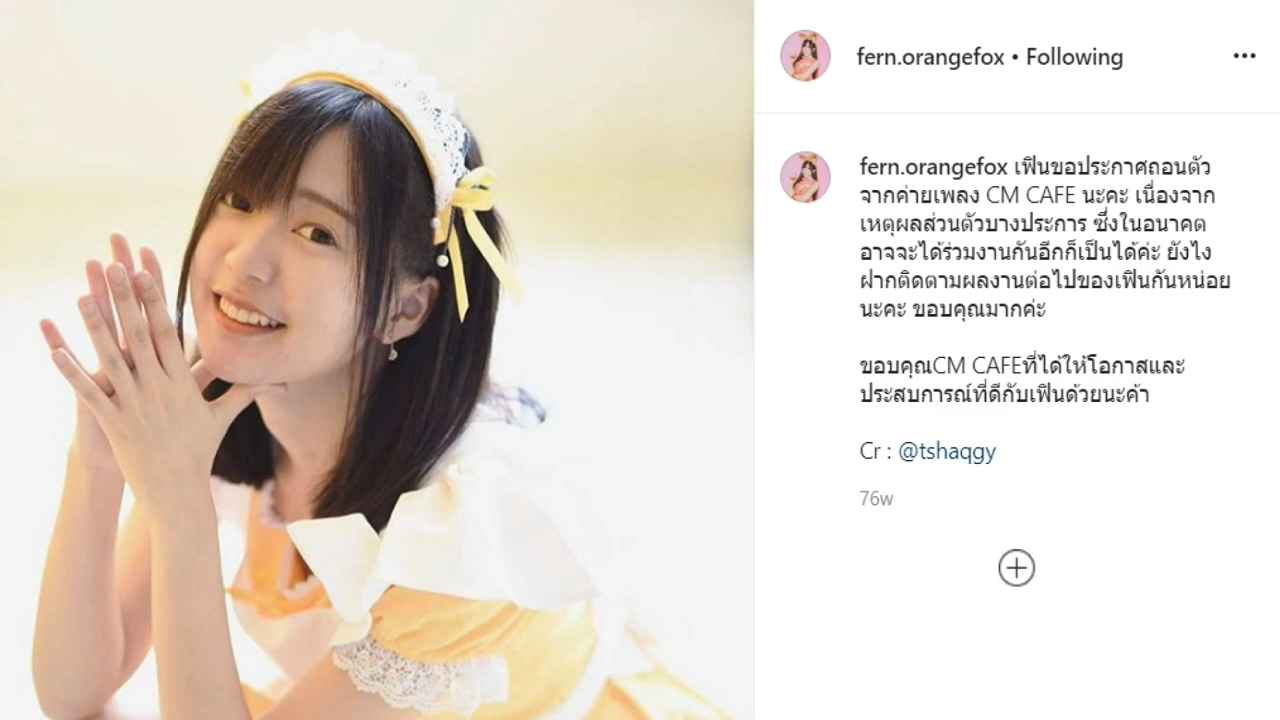 fern.orangefox • Following
fern.orangefox เฟินขอประกาศถอนตัว
จากค่ายเพลง CM CAFE นะคะ เนื่องจาก
เหตุผลส่วนตัวบางประการ ซึ่งในอนาคต
อาจจะได้ร่วมงานกันอีกก็เป็นได้ค่ะ ยังไง
ฝากติดตามผลงานต่อไปของเฟินกันหน่อย
นะคะ ขอบคุณมากค่ะ
ขอบคุณCM CAFEที่ได้ให้โอกาสและ
ประสบการณ์ที่ดีกับเฟินด้วยนะค้า
Cr : @tshaqgy
76w